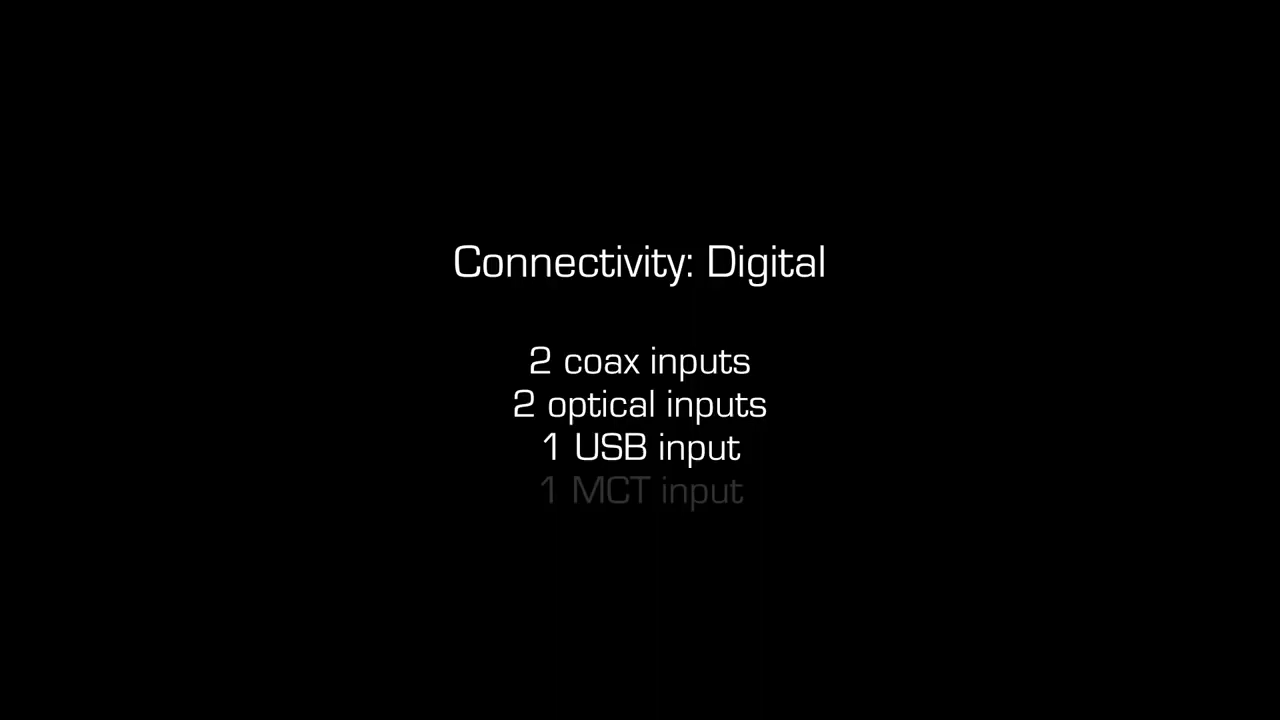 Connectivity: Digital
2 coax inputs
2 optical inputs
1 USB input
1 MCT input